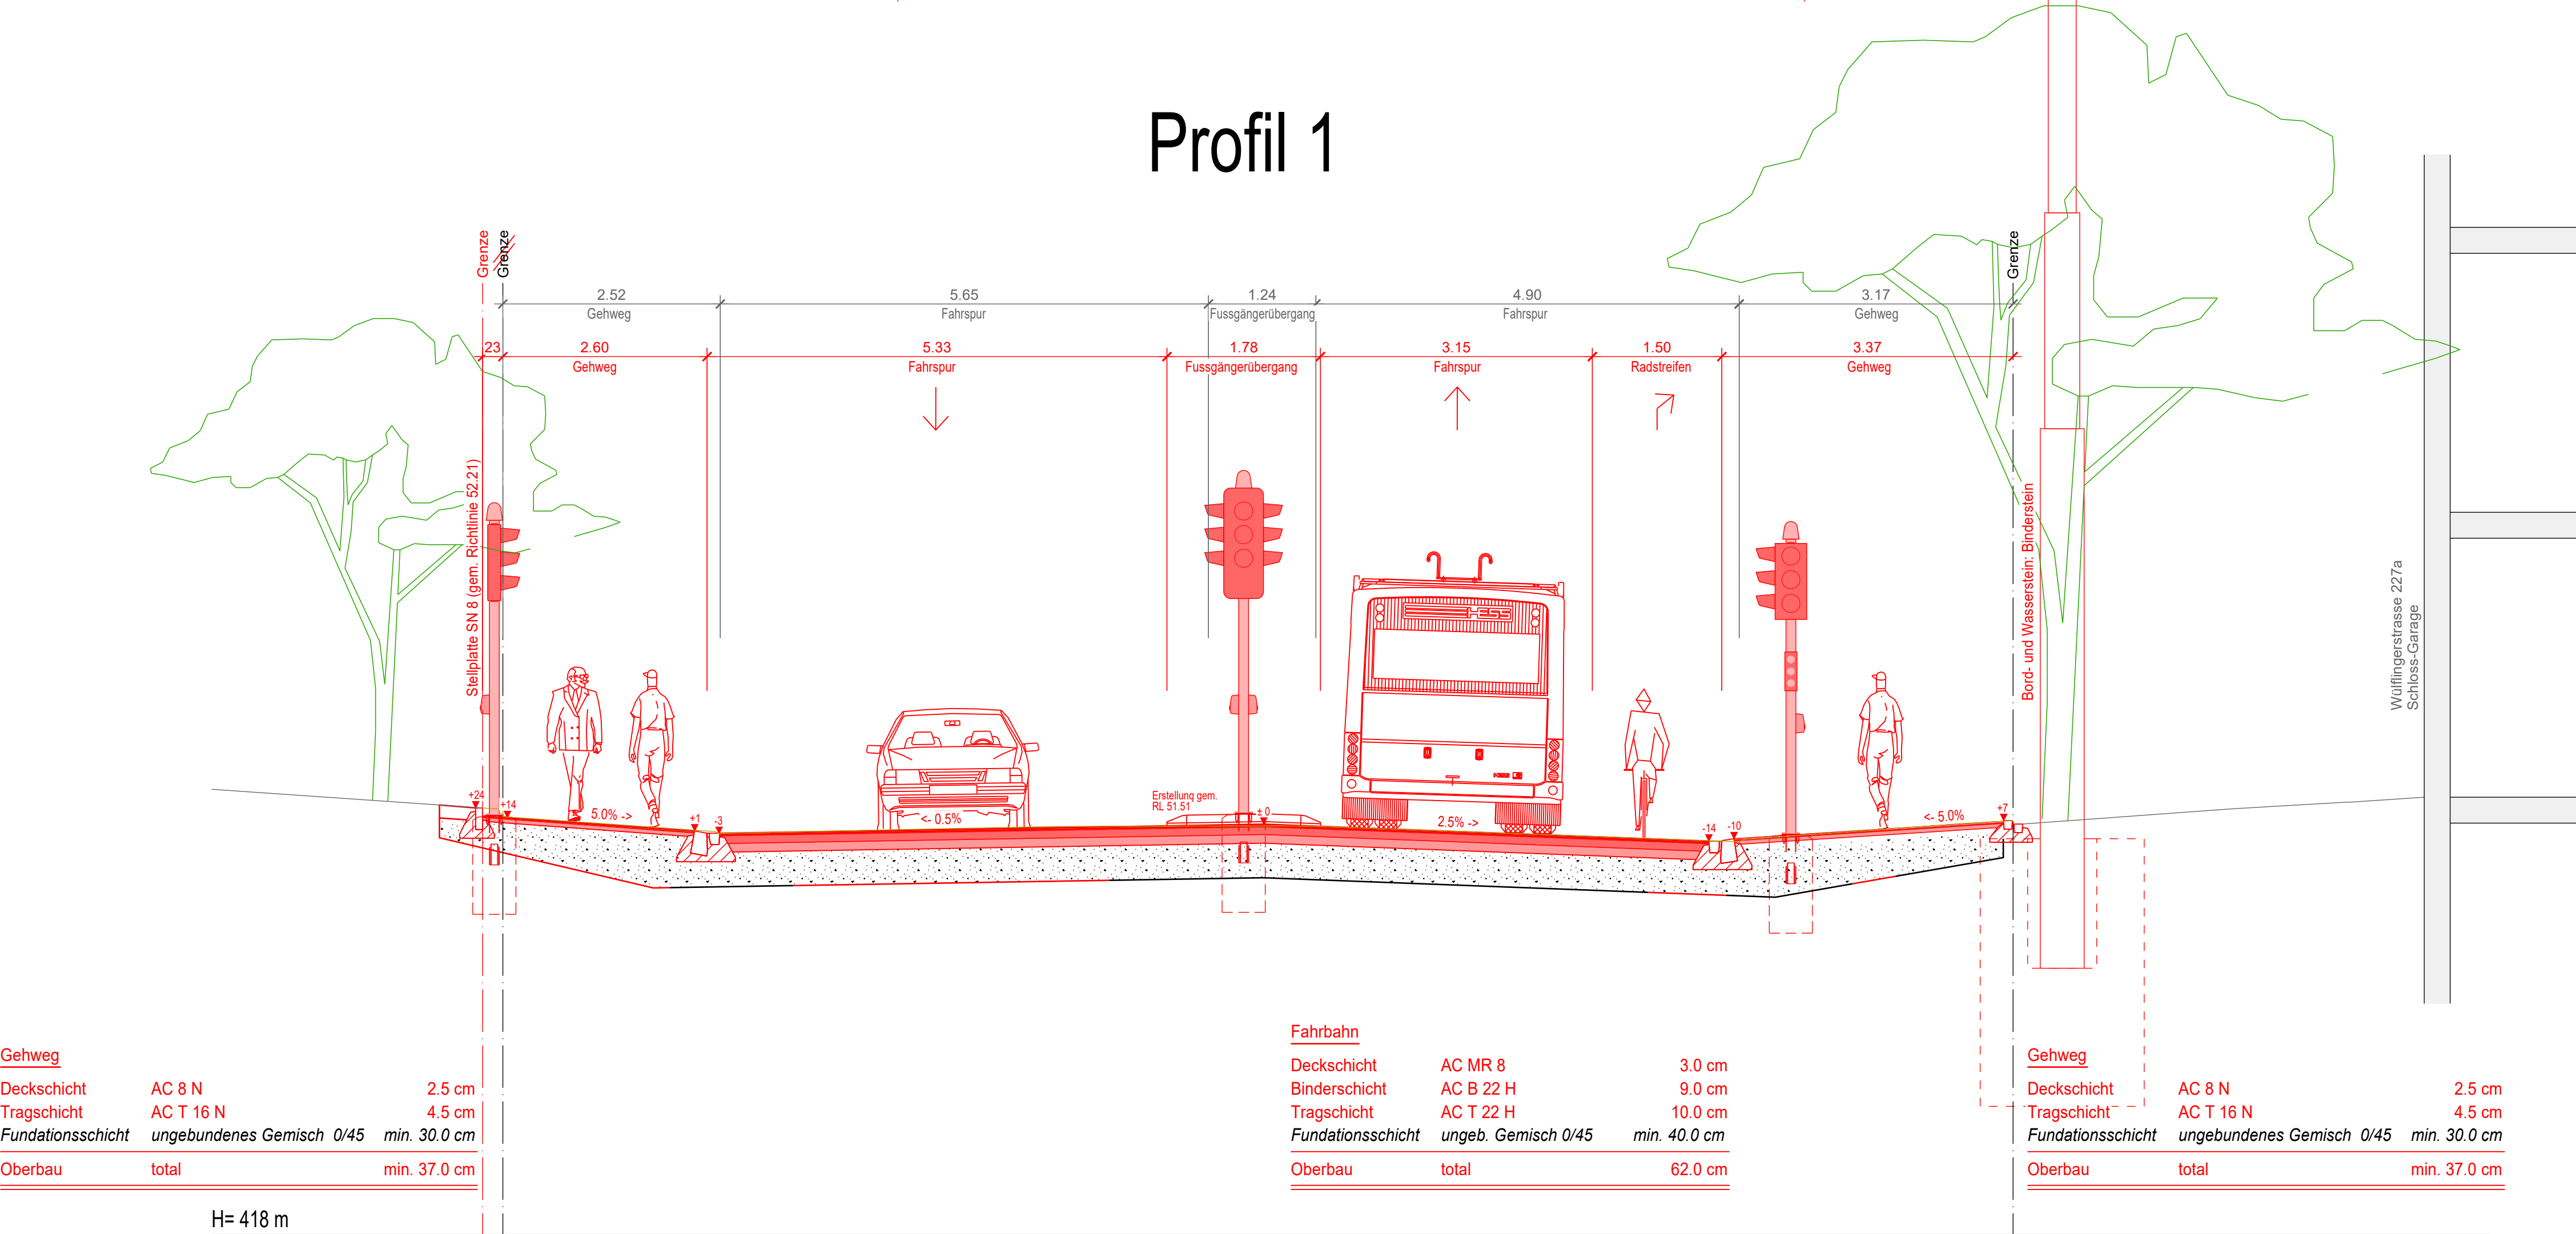 Profil 1
Grenze
Grenze
Grenze
2.52
5.65
1.24
4.90
3.17
Gehweg
Fahrspur
Fussgängerübergang
Fahrspur
Gehweg
23
2.60
5.33
1.78
3.15
1.50
3.37
Gehweg
Fahrspur
Fussgängerübergang
Fahrspur
Radstreifen
Gehweg
Stellplatte SN 8 (gem. Richtlinie 52.21)
Bord- und Wasserstein: Binderstein
Wülflingerstrasse 227a
Schloss-Garage
HESS
+24
+14
5.0% ->
+1
-3
<- 0.5%
Erstellung gem.
RL 51.51
± 0
2.5% ->
-14
-10
<- 5.0%
+7
Gehweg
Deckschicht AC 8 N 2.5 cm
Tragschicht AC T 16 N 4.5 cm
Fundationsschicht ungebundenes Gemisch 0/45 min. 30.0 cm
Oberbau total min. 37.0 cm
Fahrbahn
Deckschicht AC MR 8 3.0 cm
Binderschicht AC B 22 H 9.0 cm
Tragschicht AC T 22 H 10.0 cm
Fundationsschicht ungeb. Gemisch 0/45 min. 40.0 cm
Oberbau total 62.0 cm
Gehweg
Deckschicht AC 8 N 2.5 cm
Tragschicht AC T 16 N 4.5 cm
Fundationsschicht ungebundenes Gemisch 0/45 min. 30.0 cm
Oberbau total min. 37.0 cm
H= 418 m